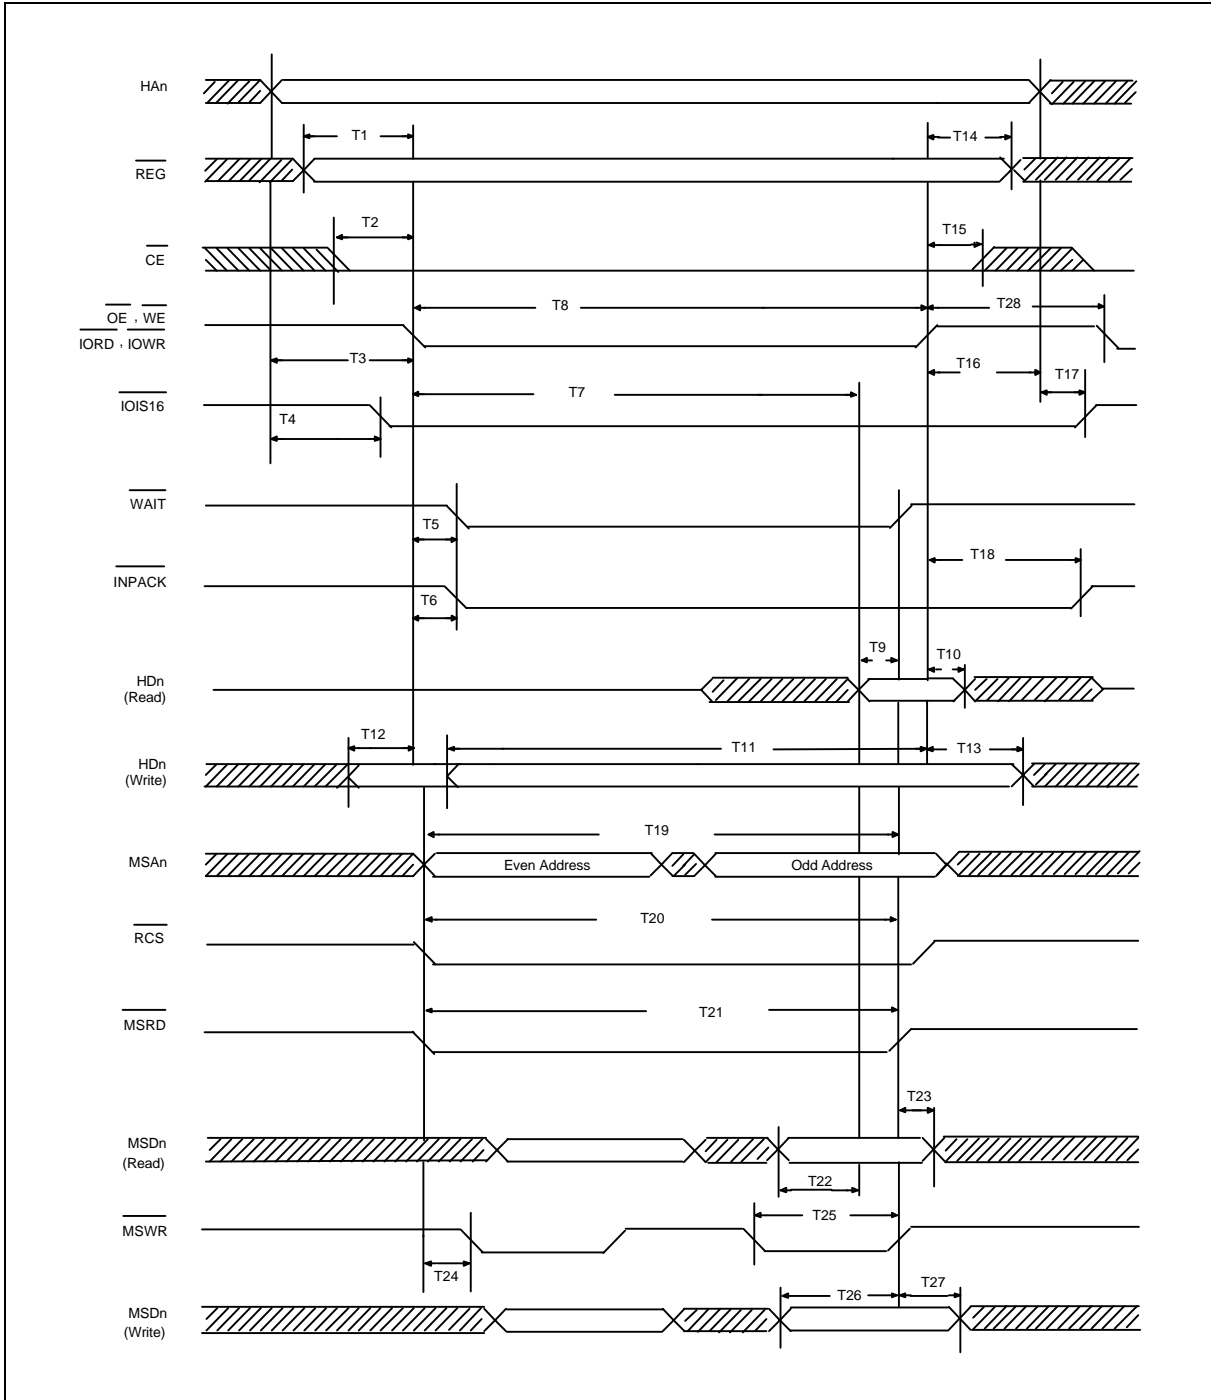 HAn
T1
T14
REG
T2
T15
CE
T8
T28
OE , WE
IORD , IOWR
T3
T16
T17
T7
IOIS16
T4
WAIT
T5
T18
INPACK
T6
T9
T10
HDn
(Read)
T12
T11
T13
HDn
(Write)
T19
MSAn
Even Address
Odd Address
T20
RCS
T21
MSRD
T23
MSDn
(Read)
T22
T25
MSWR
T24
T26
T27
MSDn
(Write)